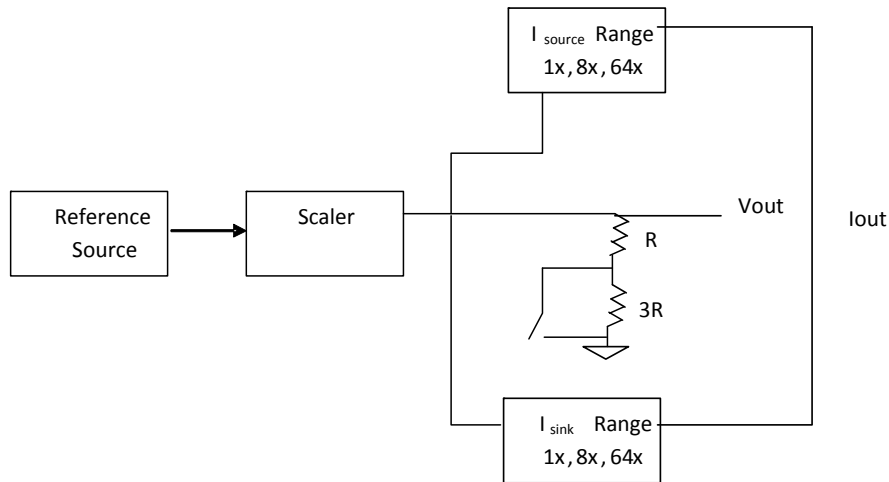 I source Range
1x, 8x, 64x
Reference
Source
Scaler
Vout
Iout
R
3R
I sink Range
1x, 8x, 64x